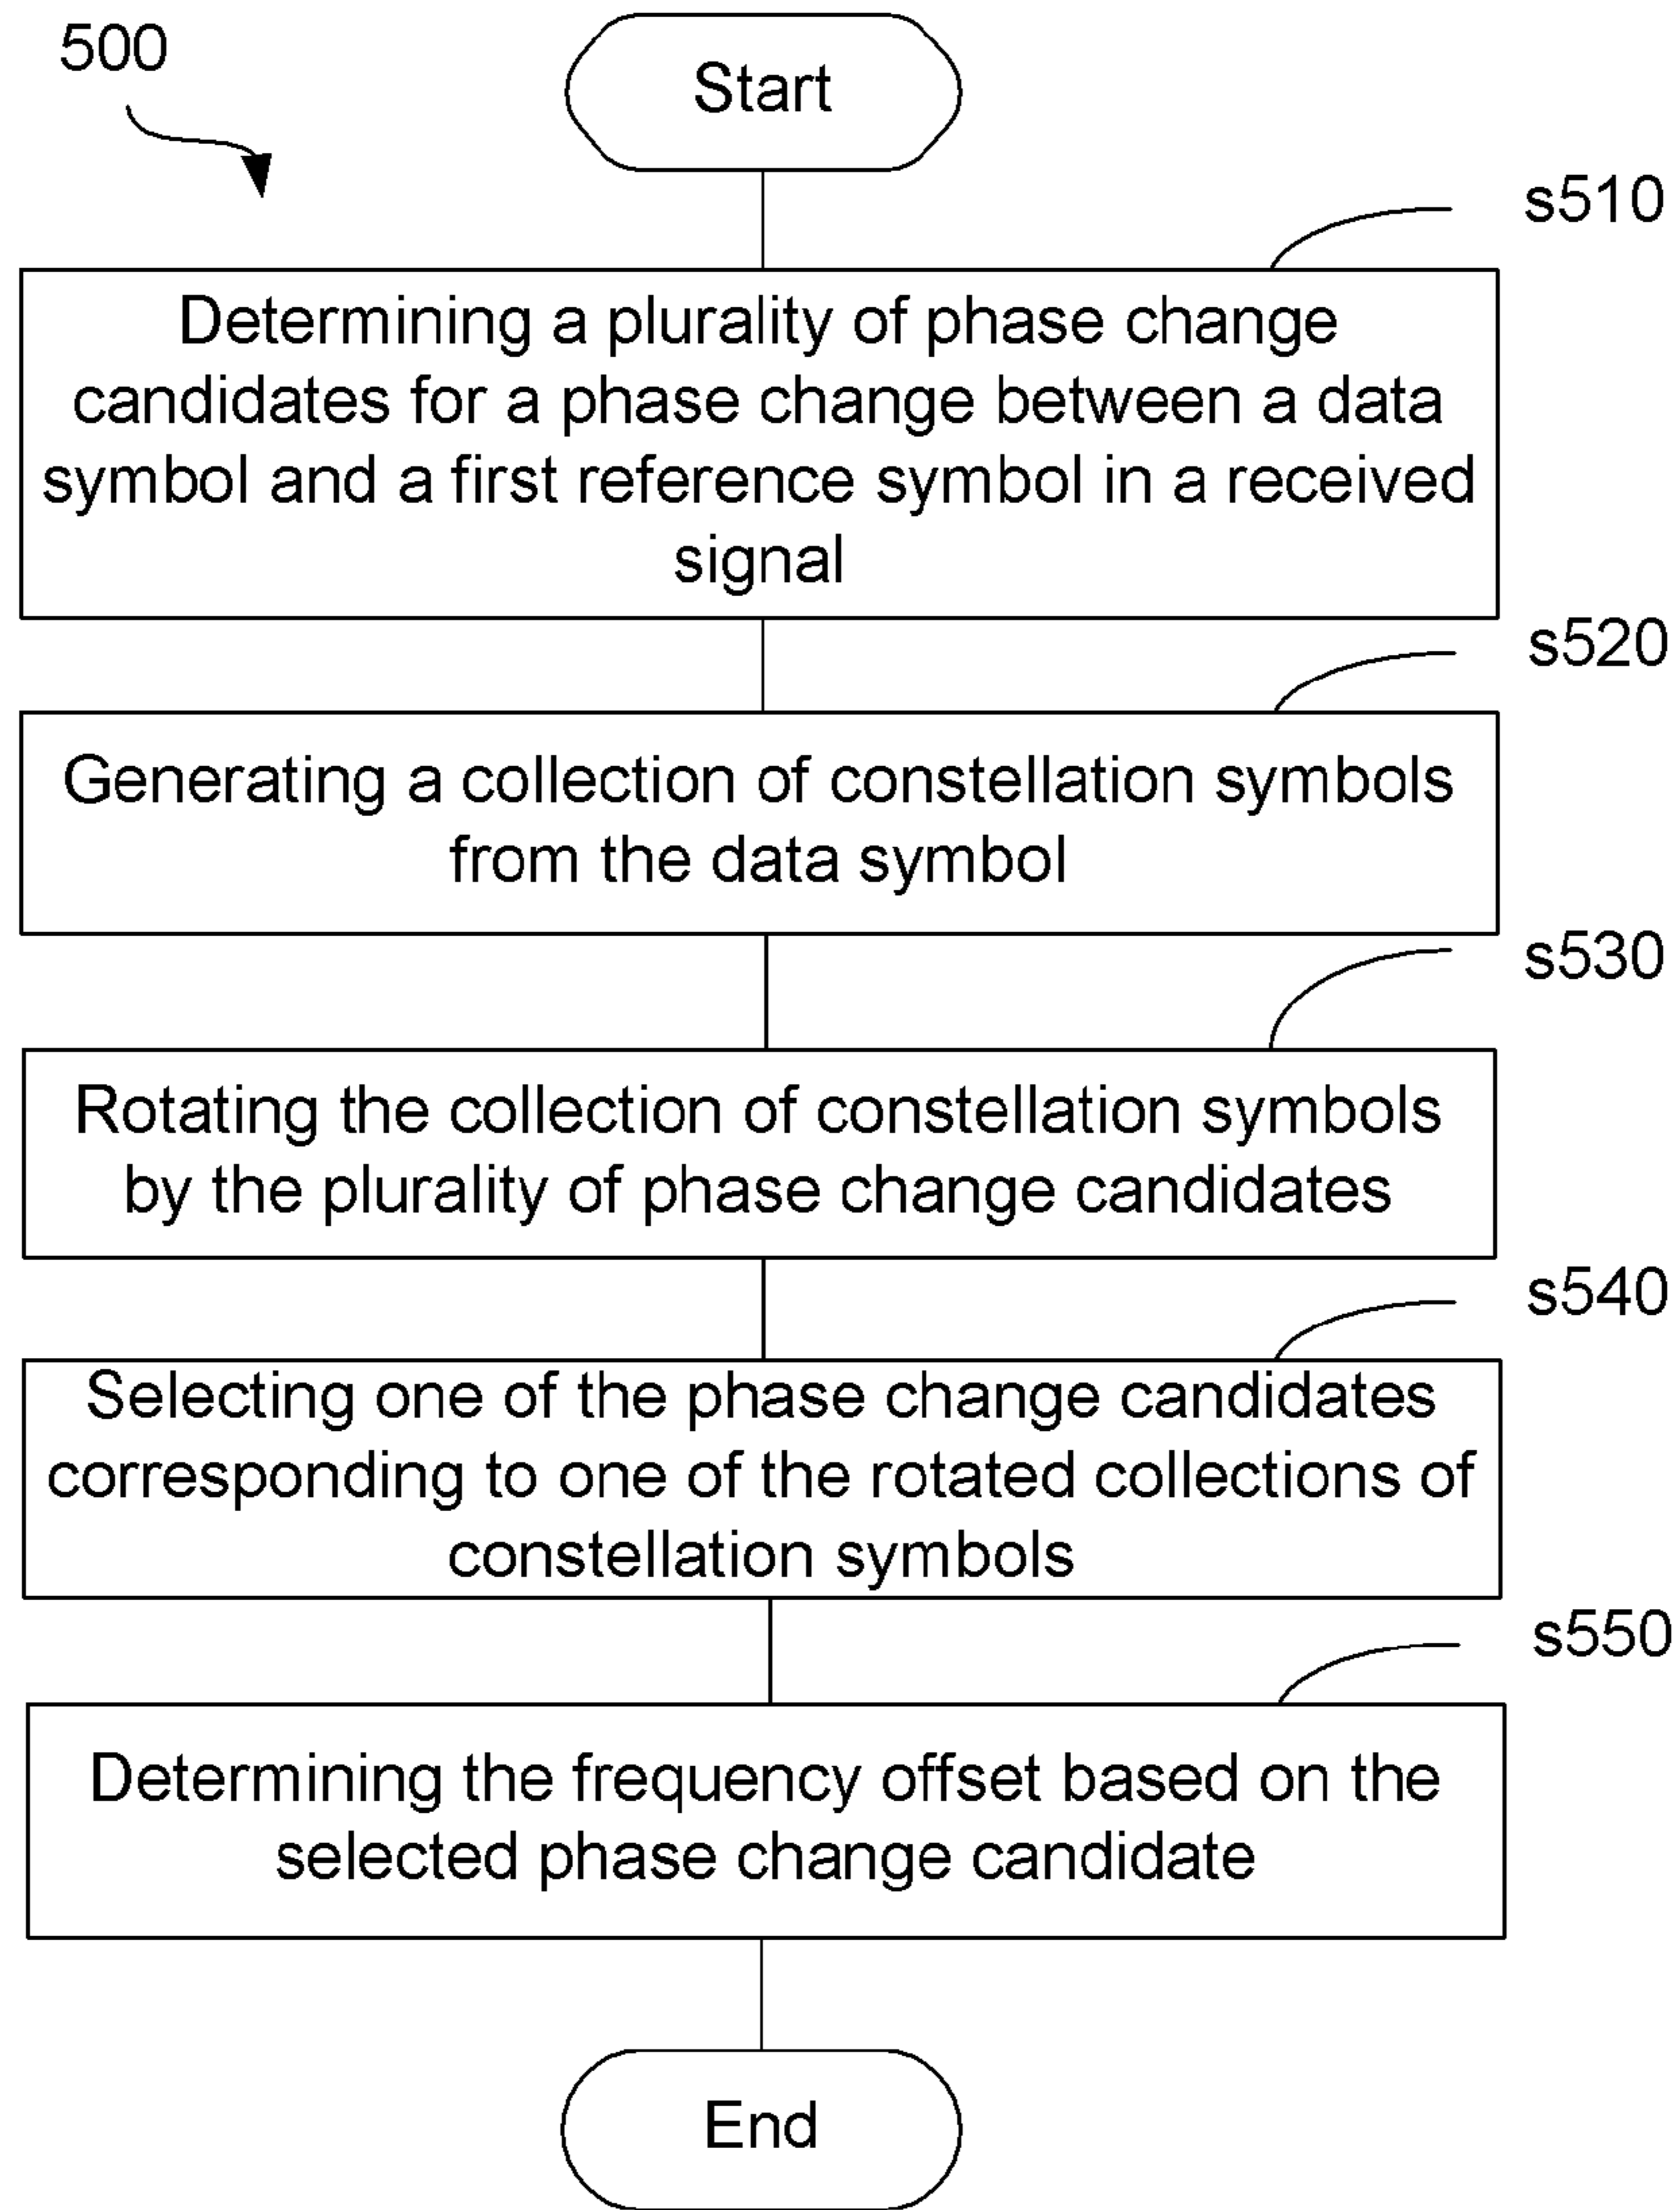 500
Start
s510
Determining a plurality of phase change
candidates for a phase change between a data
symbol and a first reference symbol in a received
signal
s520
Generating a collection of constellation symbols
from the data symbol
s530
Rotating the collection of constellation symbols
by the plurality of phase change candidates
s540
Selecting one of the phase change candidates
corresponding to one of the rotated collections of
constellation symbols
s550
Determining the frequency offset based on the
selected phase change candidate
End